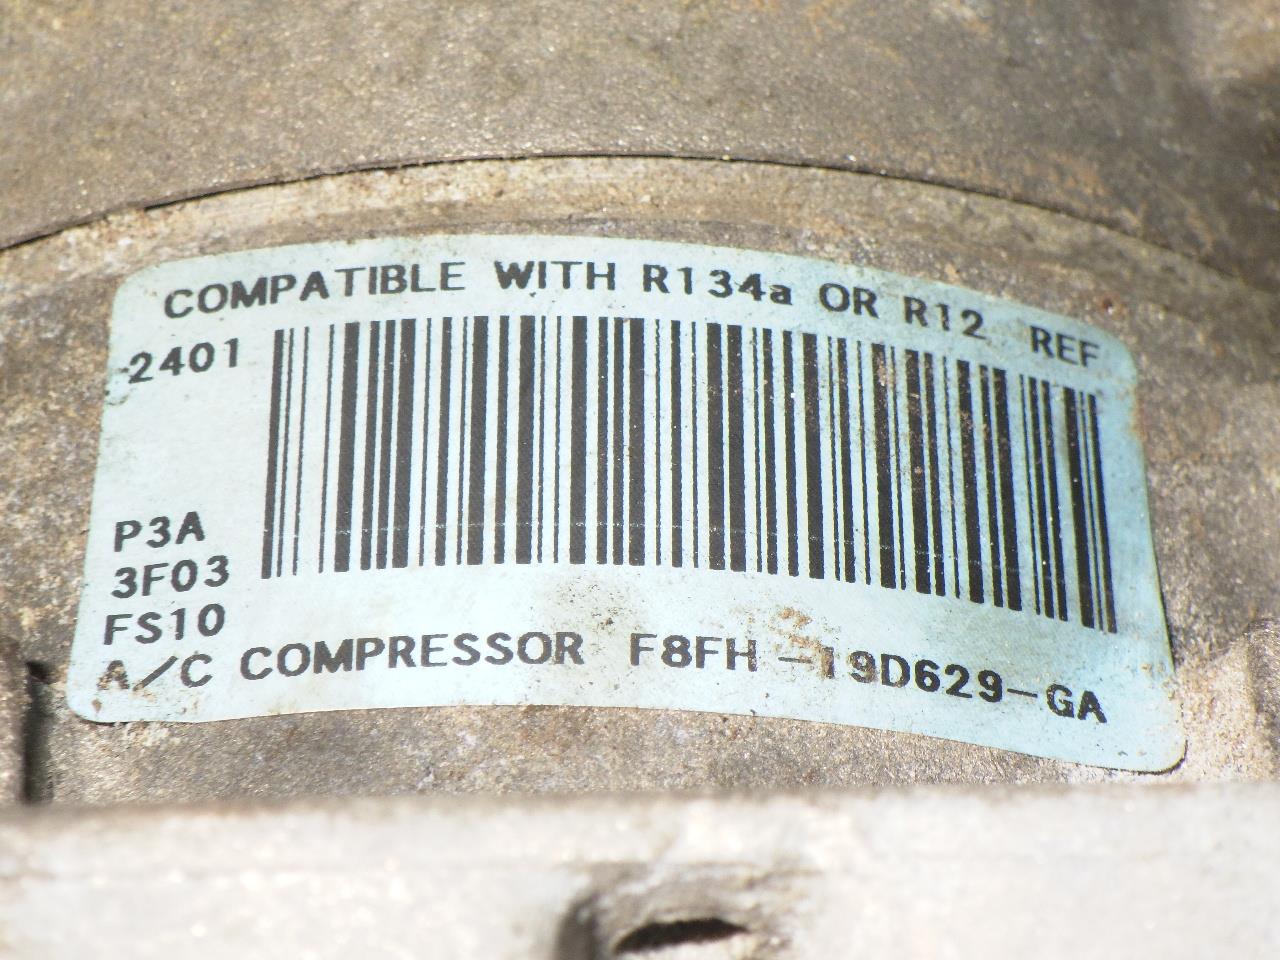 COMPATIBLE WITH R134a OR R12 REF
2401
P3A
3F03
FS10
A/C COMPRESSOR F8FH-19D629-GA